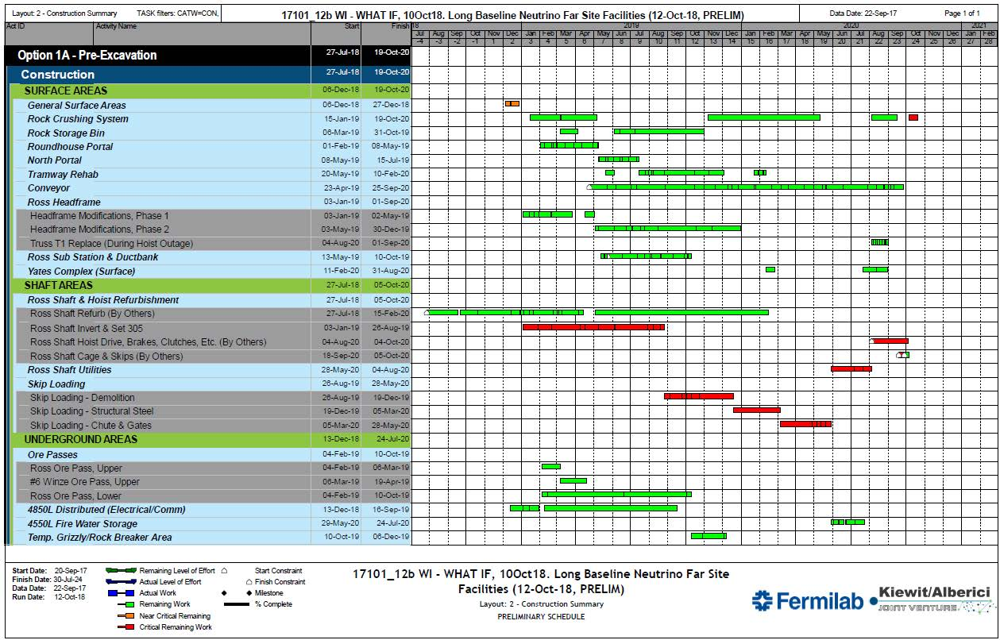 Layout: 2 - Construction Summary TASK filters: CATW=CON, 17101_12b WI - WHAT IF, 10Oct18. Long Baseline Neutrino Far Site Facilities (12-Oct-18, PRELIM) Data Date: 22-Sep-17 Page 1 of 1
Act ID Activity Name Start Finish 18 2019 2020 2021
Jul Aug Sep Oct Nov Dec Jan Feb Mar Apr May Jun Jul Aug Sep Oct Nov Dec Jan Feb Mar Apr May Jun Jul Aug Sep Oct Nov Dec Jan Feb
-4 -3 -2 -1 1 2 3 4 5 6 7 8 9 10 11 12 13 14 15 16 17 18 19 20 21 22 23 24 25 26 27 28
Option 1A - Pre-Excavation 27-Jul-18 19-Oct-20
Construction 27-Jul-18 19-Oct-20
SURFACE AREAS 06-Dec-18 19-Oct-20
General Surface Areas 06-Dec-18 27-Dec-18
Rock Crushing System 15-Jan-19 19-Oct-20
Rock Storage Bin 06-Mar-19 31-Oct-19
Roundhouse Portal 01-Feb-19 08-May-19
North Portal 08-May-19 15-Jul-19
Tramway Rehab 20-May-19 10-Feb-20
Conveyor 23-Apr-19 25-Sep-20
Ross Headframe 03-Jan-19 01-Sep-20
Headframe Modifications, Phase 1 03-Jan-19 02-May-19
Headframe Modifications, Phase 2 03-May-19 30-Dec-19
Truss T1 Replace (During Hoist Outage) 04-Aug-20 01-Sep-20
Ross Sub Station & Ductbank 13-May-19 10-Oct-19
Yates Complex (Surface) 11-Feb-20 31-Aug-20
SHAFT AREAS 27-Jul-18 05-Oct-20
Ross Shaft & Hoist Refurbishment 27-Jul-18 05-Oct-20
Ross Shaft Refurb (By Others) 27-Jul-18 15-Feb-20
Ross Shaft Invert & Set 305 03-Jan-19 26-Aug-19
Ross Shaft Hoist Drive, Brakes, Clutches, Etc. (By Others) 04-Aug-20 04-Oct-20
Ross Shaft Cage & Skips (By Others) 18-Sep-20 05-Oct-20
Ross Shaft Utilities 28-May-20 04-Aug-20
Skip Loading 26-Aug-19 28-May-20
Skip Loading - Demolition 26-Aug-19 19-Dec-19
Skip Loading - Structural Steel 19-Dec-19 05-Mar-20
Skip Loading - Chute & Gates 05-Mar-20 28-May-20
UNDERGROUND AREAS 13-Dec-18 24-Jul-20
Ore Passes 04-Feb-19 10-Oct-19
Ross Ore Pass, Upper 04-Feb-19 06-Mar-19
#6 Winze Ore Pass, Upper 06-Mar-19 19-Apr-19
Ross Ore Pass, Lower 04-Feb-19 10-Oct-19
4850L Distributed (Electrical/Comm) 13-Dec-18 16-Sep-19
4550L Fire Water Storage 29-May-20 24-Jul-20
Temp. Grizzly/Rock Breaker Area 10-Oct-19 06-Dec-19
Start Date: 20-Sep-17
Finish Date: 30-Jul-24
Data Date: 22-Sep-17
Run Date: 12-Oct-18
Remaining Level of Effort Start Constraint
Actual Level of Effort Finish Constraint
Actual Work Milestone
Remaining Work % Complete
Near Critical Remaining
Critical Remaining Work
17101_12b WI - WHAT IF, 10Oct18. Long Baseline Neutrino Far Site
Facilities (12-Oct-18, PRELIM)
Layout: 2 - Construction Summary
PRELIMINARY SCHEDULE
Fermilab
Kiewit/Alberici
JOINT VENTURE